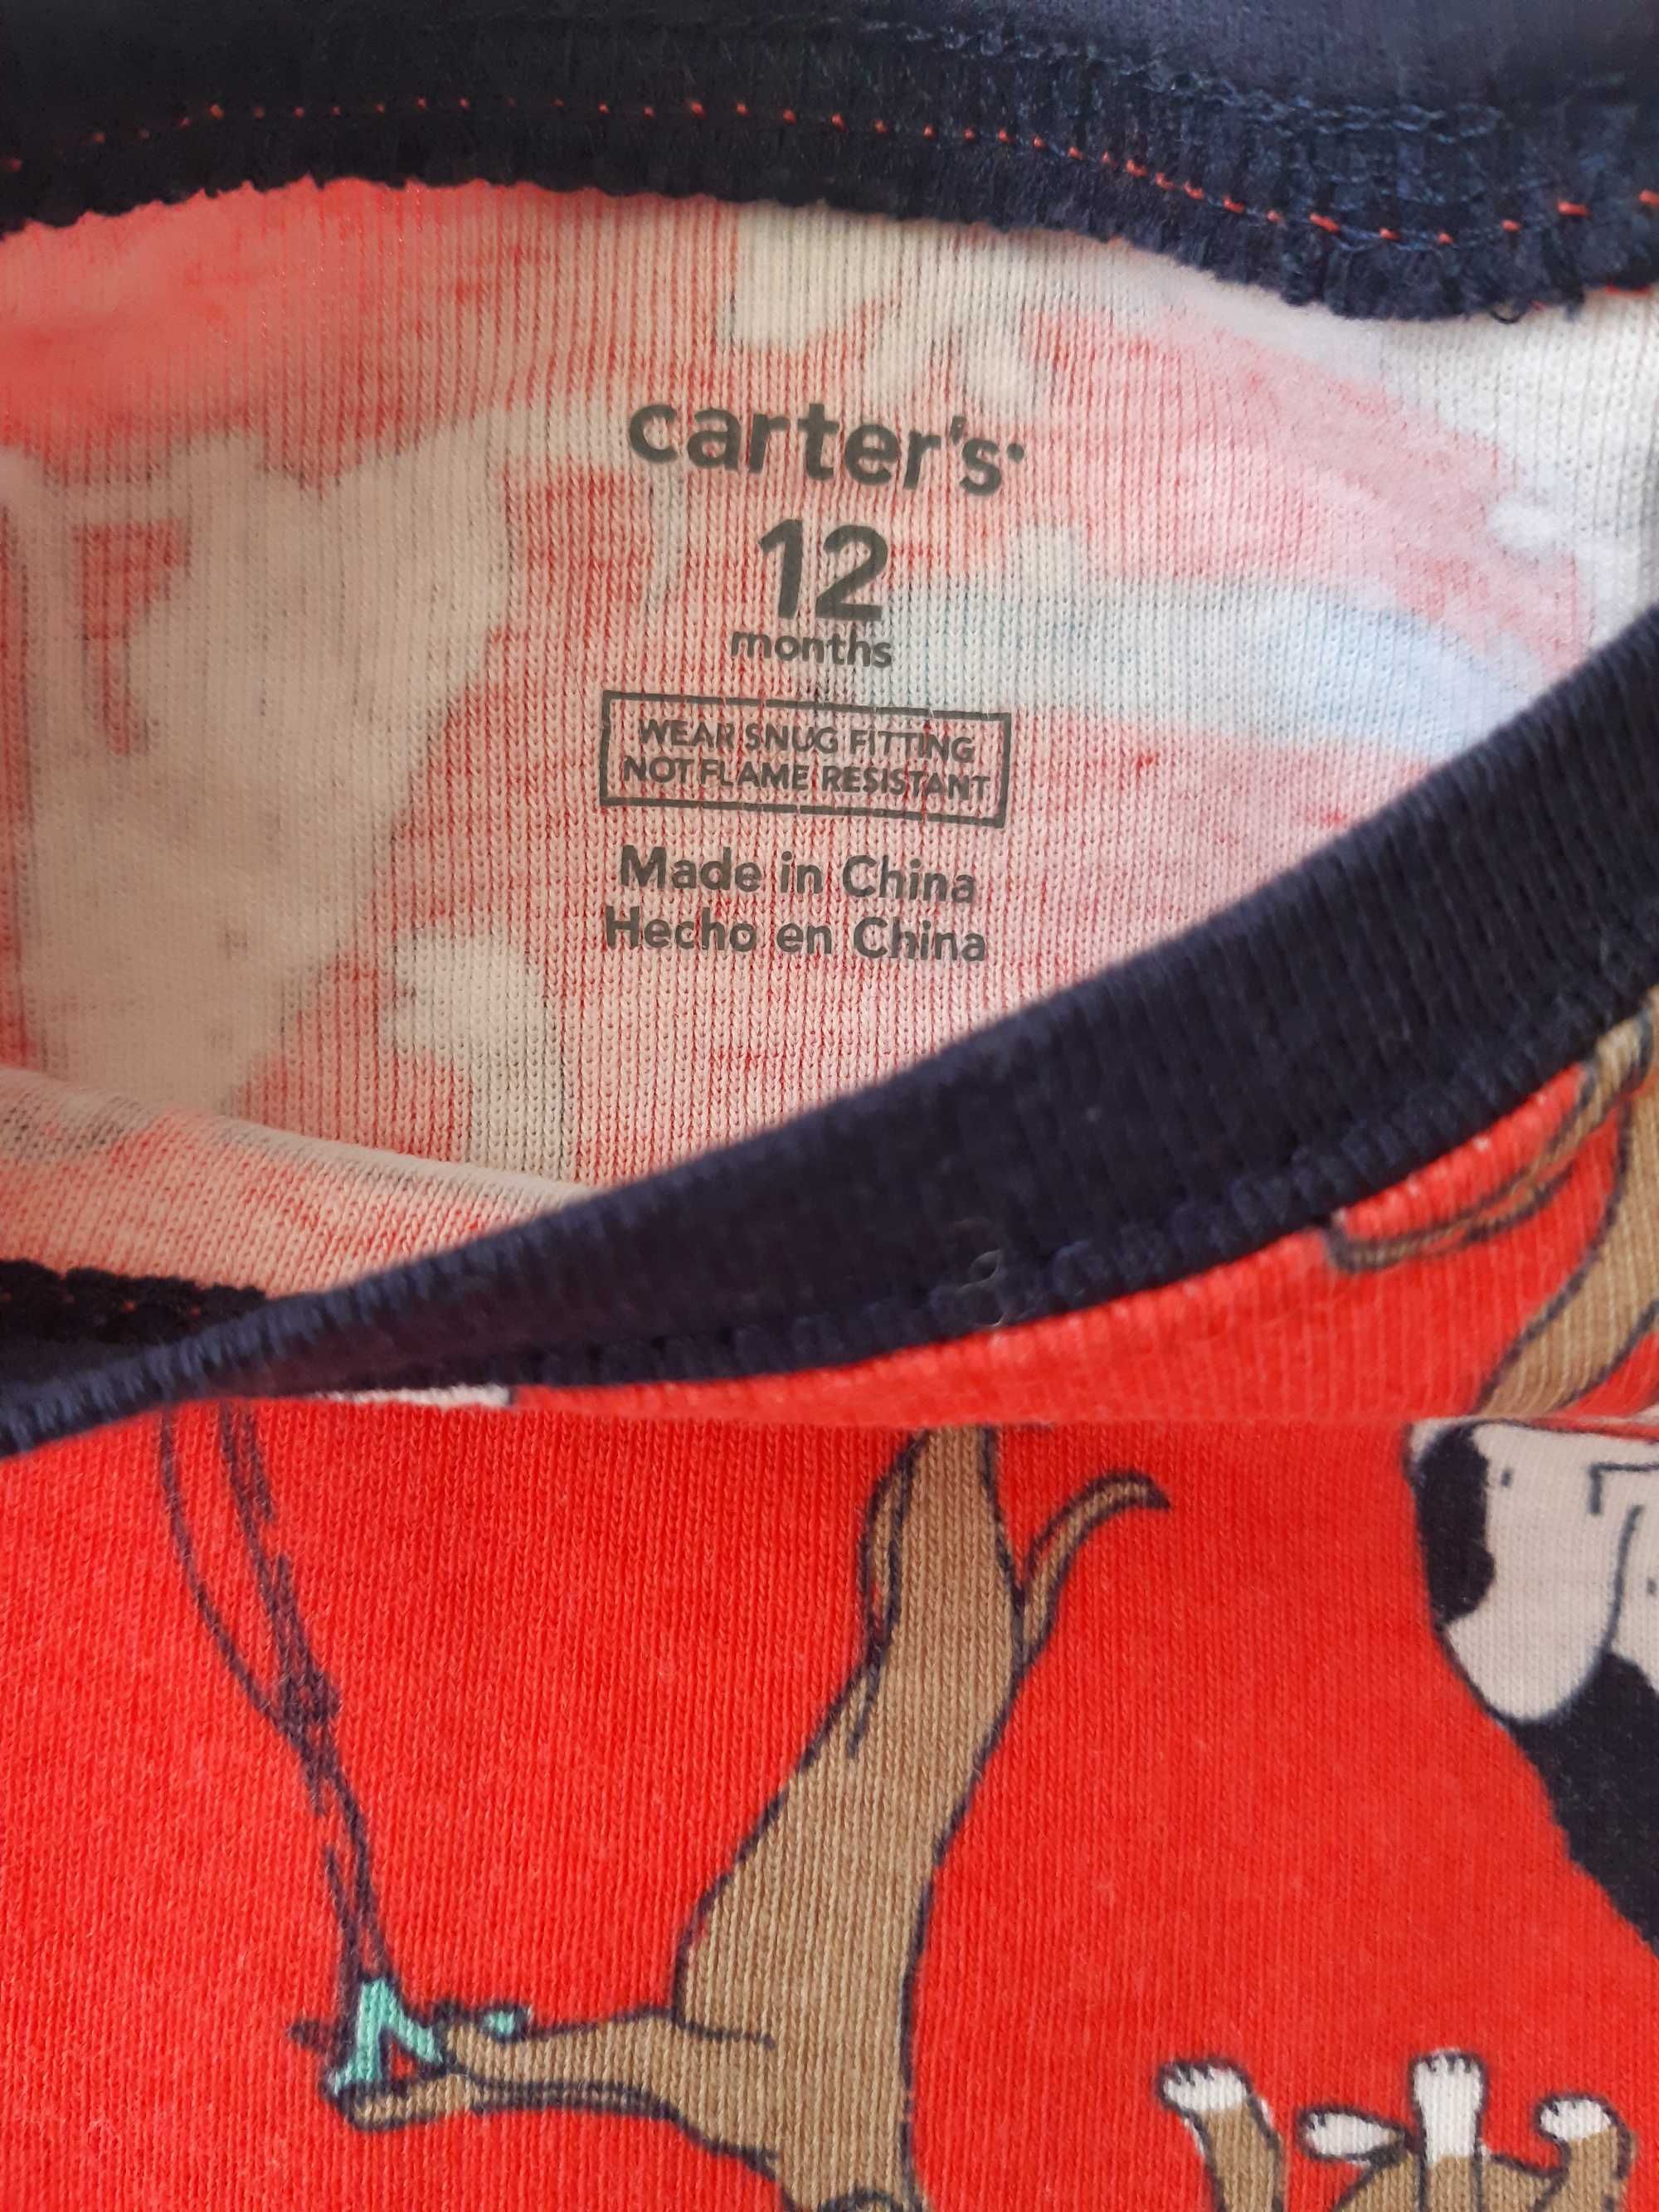 carter's
12
months
WEAR SNUG FITTING
NOT FLAME RESISTANT
Made in China
Hecho en China